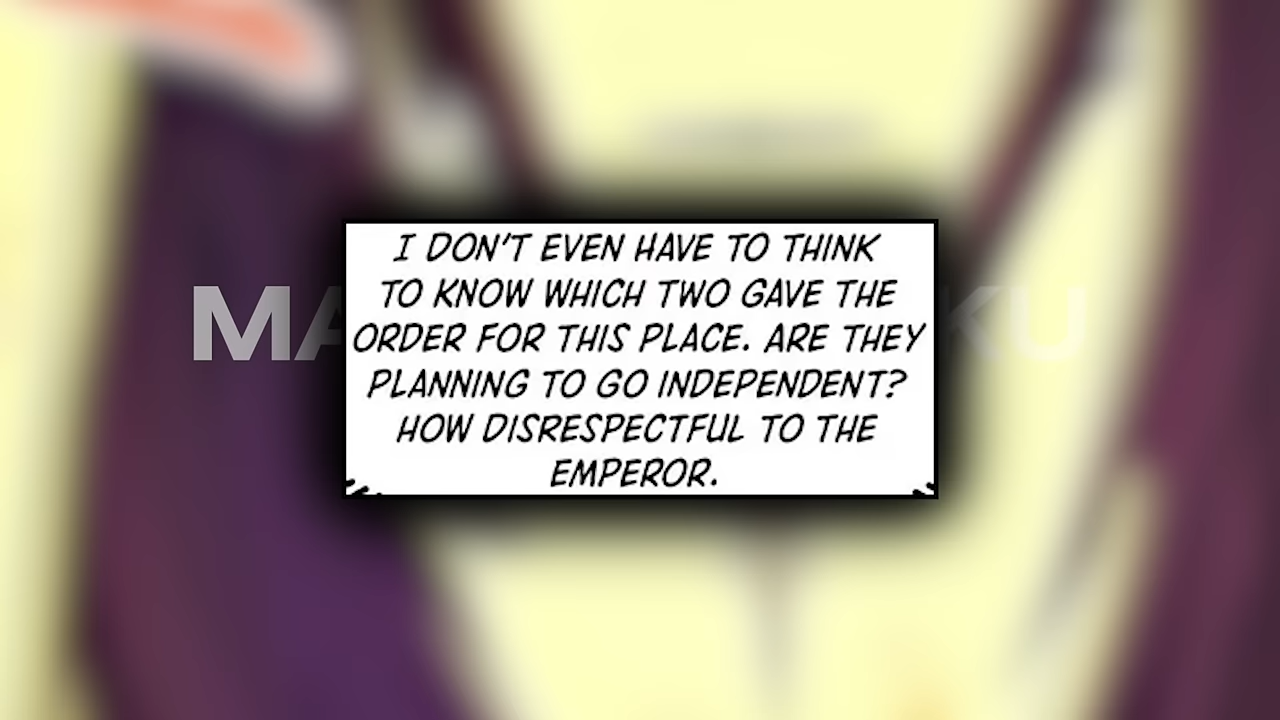 I DON'T EVEN HAVE TO THINK
TO KNOW WHICH TWO GAVE THE
ORDER FOR THIS PLACE. ARE THEY
PLANNING TO GO INDEPENDENT?
HOW DISRESPECTFUL TO THE
EMPEROR.